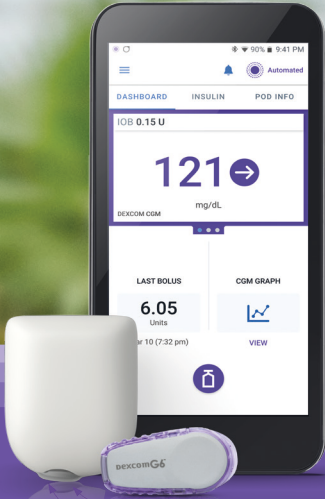 90% 9:41 PM
Automated
DASHBOARD INSULIN POD INFO
IOB 0.15 U
121
mg/dL
DEXCOM CGM
LAST BOLUS CGM GRAPH
6.05
Units
r 10 (7:32 pm) VIEW
Dexcom G6